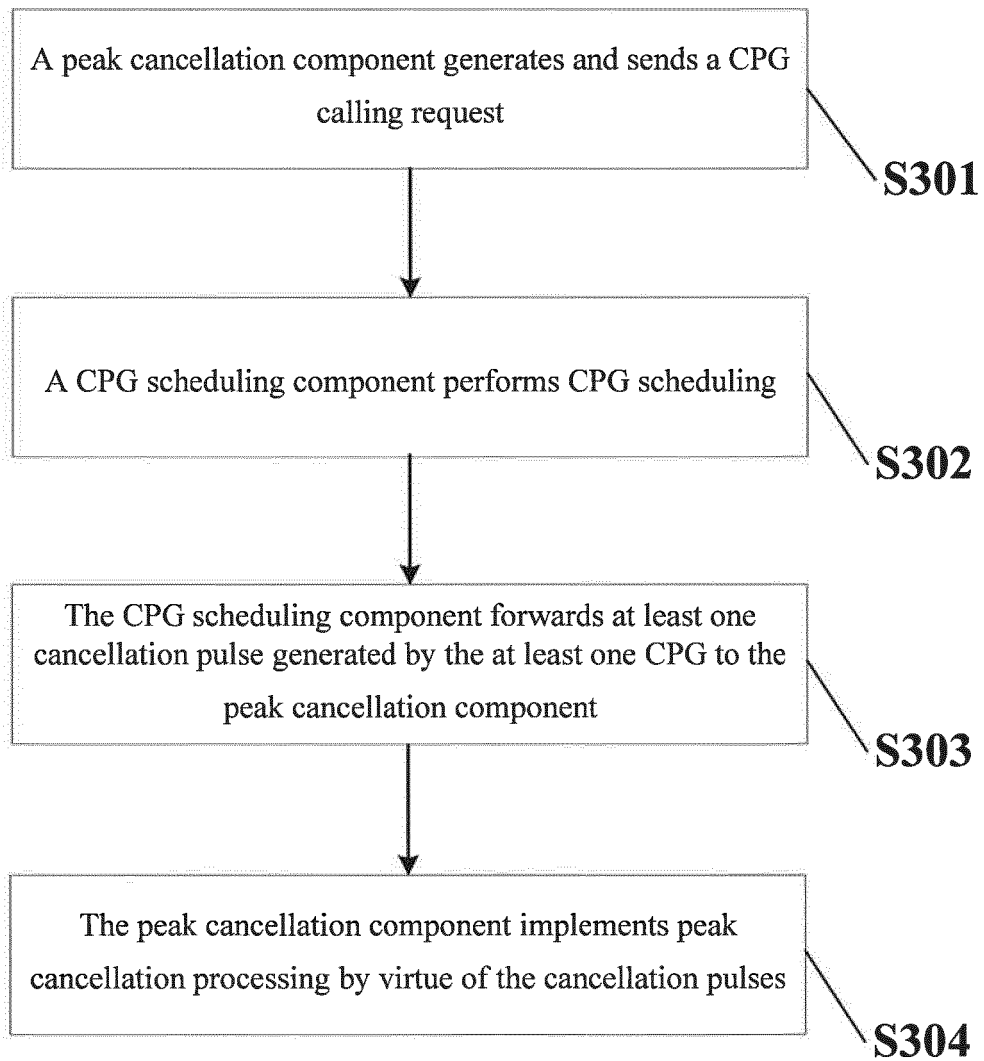 A peak cancellation component generates and sends a CPG
calling request
S301
A CPG scheduling component performs CPG scheduling
S302
The CPG scheduling component forwards at least one
cancellation pulse generated by the at least one CPG to the
peak cancellation component
S303
The peak cancellation component implements peak
cancellation processing by virtue of the cancellation pulses
S304